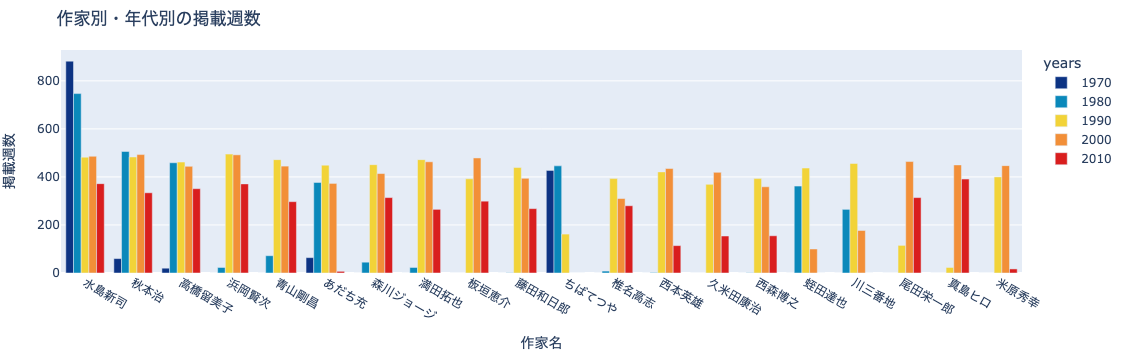 作家別・年代別の掲載週数
years
1970
1980
1990
2000
2010
掲載週数
800
600
400
200
0
水島新司
秋本治
高橋留美子
浜岡賢次
青山剛昌
あだち充
森川ジョージ
満田拓也
板垣恵介
藤田和日郎
ちばてつや
椎名高志
西本英雄
久米田康治
西森博之
蛭田達也
川三番地
尾田栄一郎
真島ヒロ
米原秀幸
作家名